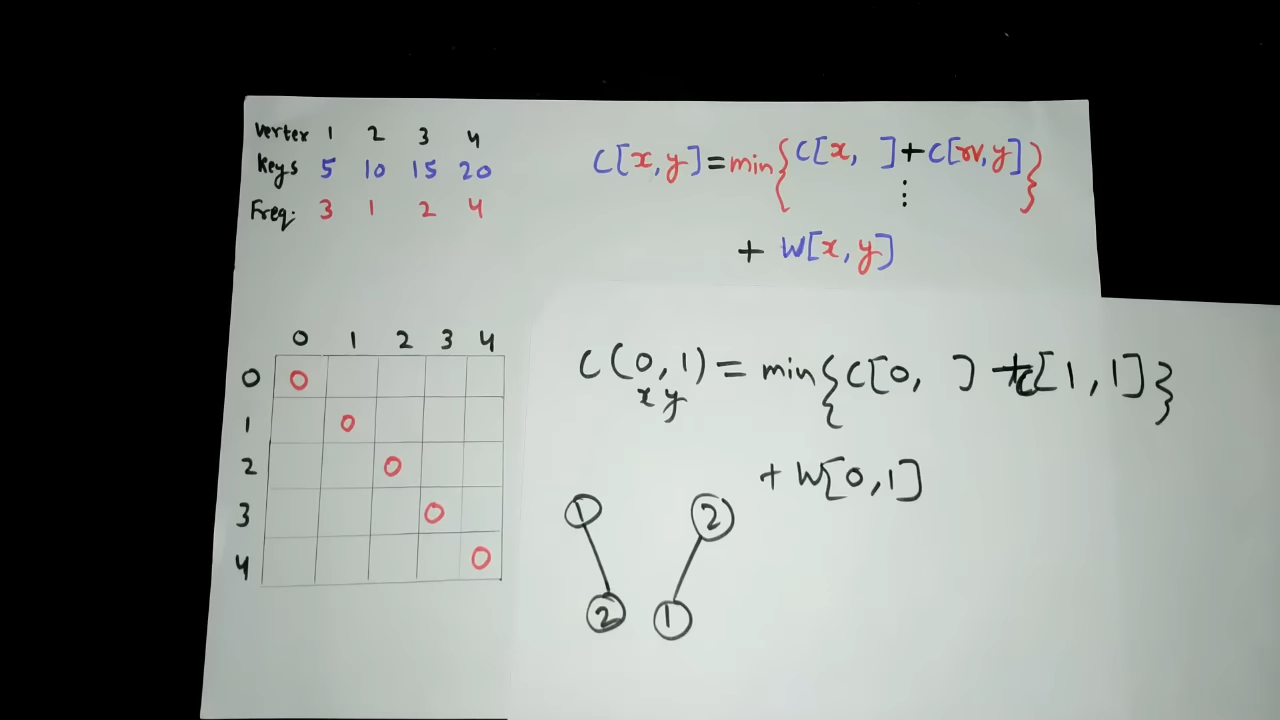 Vertex 1 2 3 4
Keys 5 10 15 20
Freq. 3 1 2 4
C[x,y]=min{C[x, ]+C[rv,y]}
⋮
+ W[x,y]
0 1 2 3 4
0 0
1 0
2 0
3 0
4 0
C(0,1)=min{C[0, ]+C[1,1]}
x y
+ W[0,1]
1 2
2 1